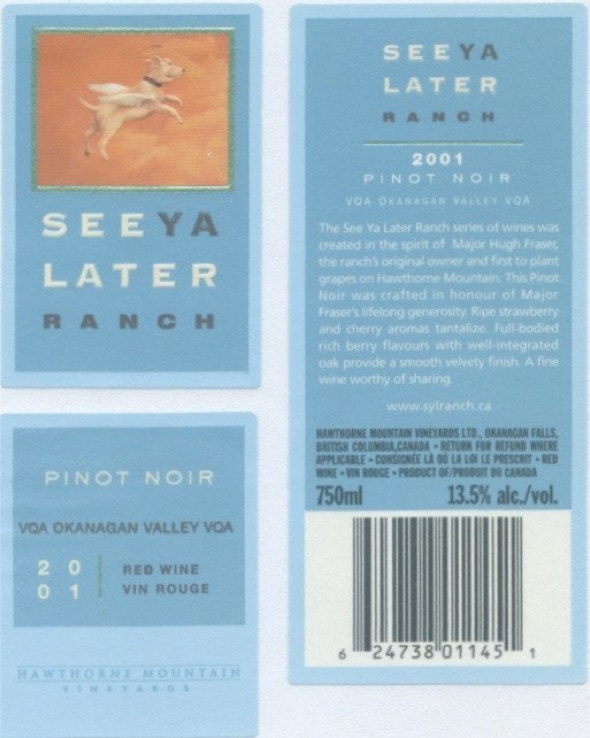 SEEYA
LATER
RANCH
PINOT NOIR
VQA OKANAGAN VALLEY VQA
2 0
0 1
RED WINE
VIN ROUGE
HAWTHORNE MOUNTAIN
VINEYARDS
SEEYA
LATER
RANCH
2001
PINOT NOIR
VQA OKANAGAN VALLEY VQA
The See Ya Later Ranch series of wines was
created in the spirit of Major Hugh Fraser,
the ranch's original owner and first to plant
grapes on Hawthorne Mountain. This Pinot
Noir was crafted in honour of Major
Fraser's lifelong generosity. Ripe strawberry
and cherry aromas tantalize. Full-bodied
rich berry flavours with well-integrated
oak provide a smooth velvety finish. A fine
wine worthy of sharing.
www.sylranch.ca
HAWTHORNE MOUNTAIN VINEYARDS LTD., OKANAGAN FALLS,
BRITISH COLUMBIA, CANADA • RETURN FOR REFUND WHERE
APPLICABLE • CONSIGNÉE LÀ OÙ LA LOI LE PRESCRIT • RED
WINE • VIN ROUGE • PRODUCT OF/PRODUIT DU CANADA
750ml 13.5% alc./vol.
6 24738 01145 1